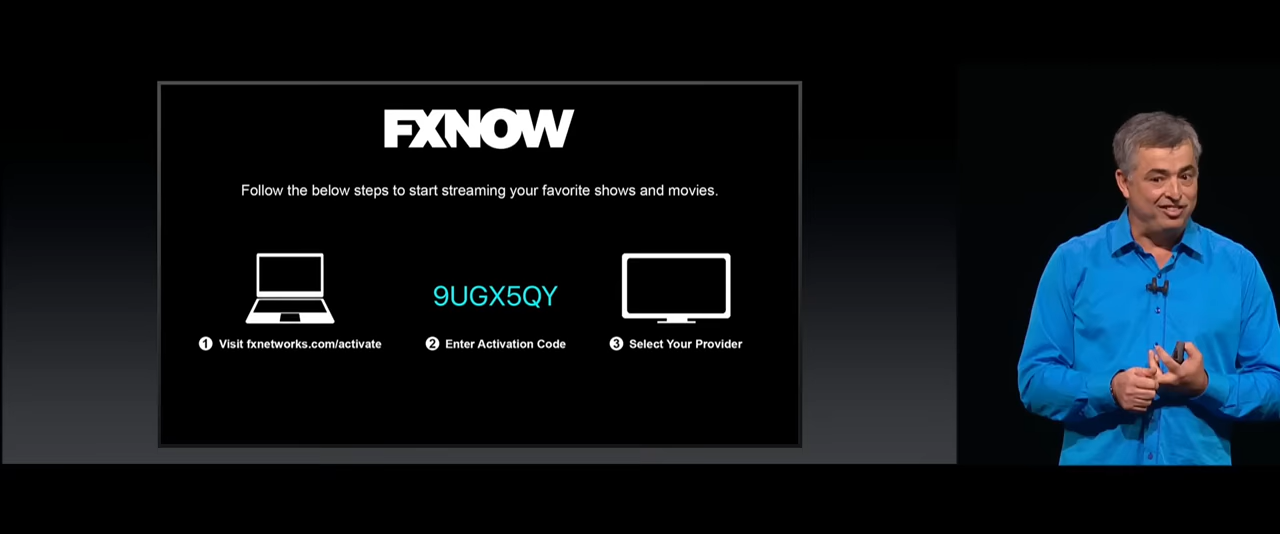 FXNOW
Follow the below steps to start streaming your favorite shows and movies.
9UGX5QY
1 Visit fxnetworks.com/activate
2 Enter Activation Code
3 Select Your Provider